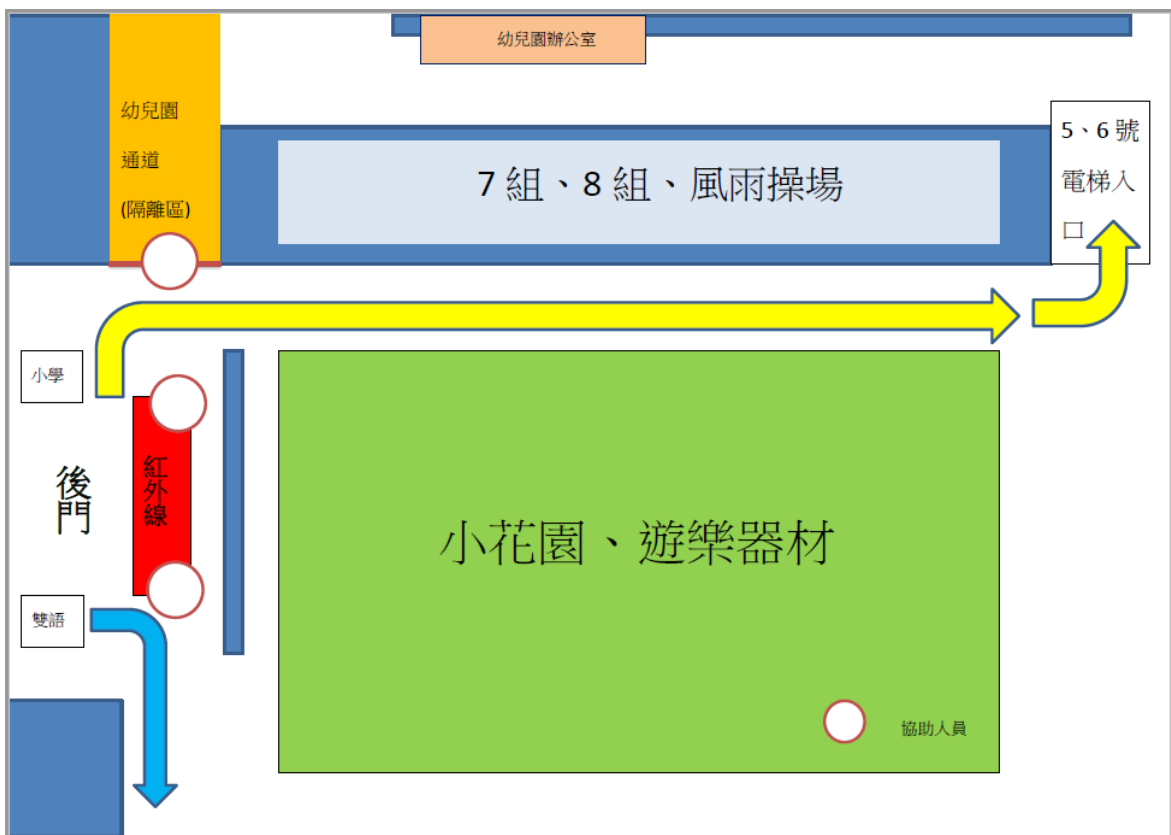 幼兒園辦公室
幼兒園
通道
(隔離區)
7 組、8 組、風雨操場
5、6 號
電梯入
口
小學
後門
紅外線
雙語
小花園、遊樂器材
協助人員